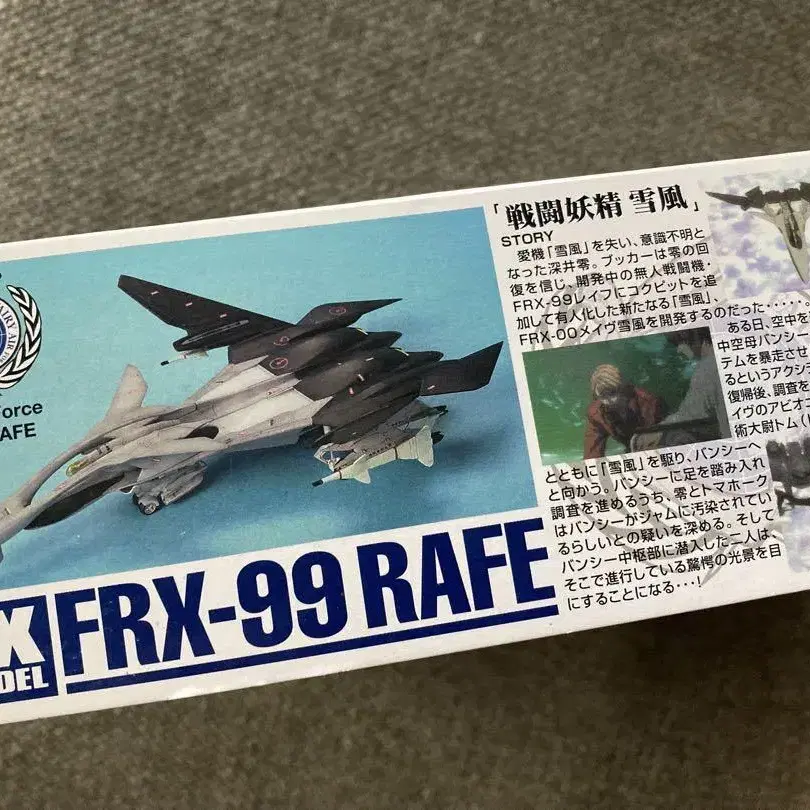 AIRY AIR
orce
AFE
X
DEL
FRX-99 RAFE
「戦闘妖精 雪風」
STORY
愛機「雪風」を失い、意識不明と
なった深井零。ブッカーは零の回
復を信じ、開発中の無人戦闘機・
FRX-99レイフにコクピットを追
加して有人化した新たなる「雪風」、
FRX-00メイヴ雪風を開発するのだった・・・・・
ある日、空中を
中空母バンシー
テムを暴走させ
るというアクシデ
復帰後、調査を
イヴのアビオニ
術大尉トム
とともに「雪風」を駆り、バンシーへ
と向かう。バンシーに足を踏み入れ
調査を進めるうち、零とトマホーク
はバンシーがジャムに汚染されてい
るらしいとの疑いを深める。そして
バンシー中枢部に潜入した二人は、
そこで進行している驚愕の光景を目
にすることになる・・・!